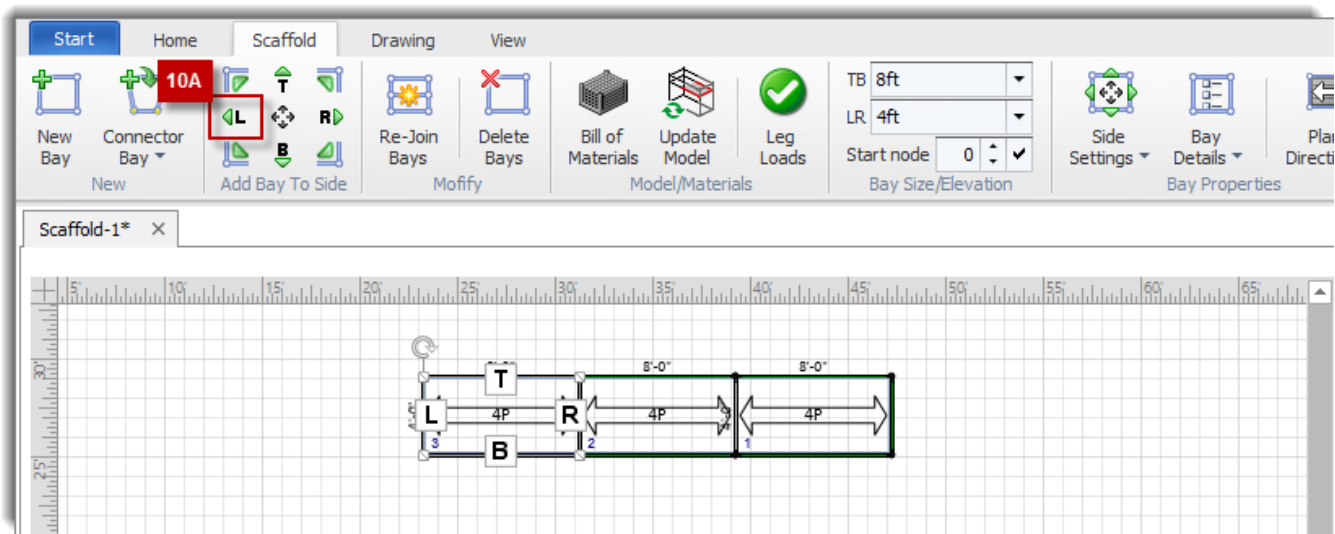 Start Home Scaffold Drawing View
10A
T
L R
B
New Bay
Connector Bay
Re-Join Bays
Delete Bays
Bill of Materials
Update Model
Leg Loads
TB 8ft
LR 4ft
Start node 0
Side Settings
Bay Details
New
Add Bay To Side
Mofify
Model/Materials
Bay Size/Elevation
Bay Properties
Scaffold-1*
5' 10' 15' 20' 25' 30' 35' 40' 45' 50' 55' 60' 65'
30'
25'
8'-0" 8'-0"
T
L 4P R 4P 4P
3 B 2 1